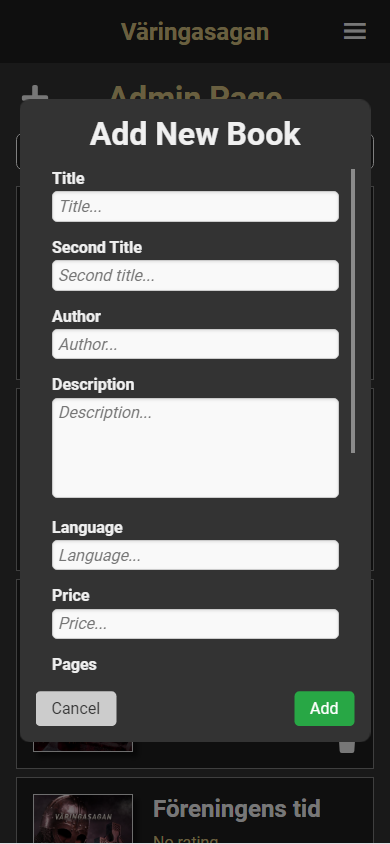 Väringasagan
Admin Page
Add New Book
Title
Title...
Second Title
Second title...
Author
Author...
Description
Description...
Language
Language...
Price
Price...
Pages
Cancel
Add
VÄRINGASAGAN
Föreningens tid
No rating